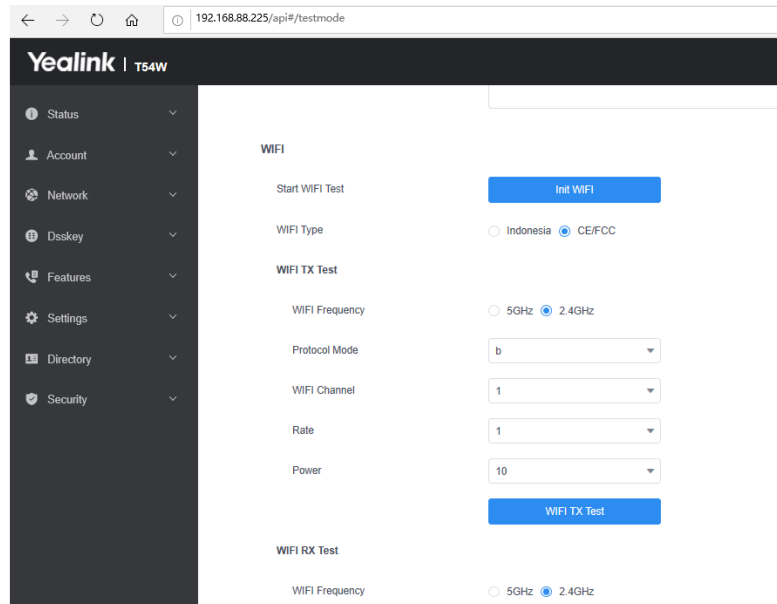 192.168.88.225/api#/testmode
Yealink | T54W
Status
Account
Network
Dsskey
Features
Settings
Directory
Security
WIFI
Start WIFI Test Init WIFI
WIFI Type Indonesia CE/FCC
WIFI TX Test
WIFI Frequency 5GHz 2.4GHz
Protocol Mode b
WIFI Channel 1
Rate 1
Power 10
WIFI TX Test
WIFI RX Test
WIFI Frequency 5GHz 2.4GHz